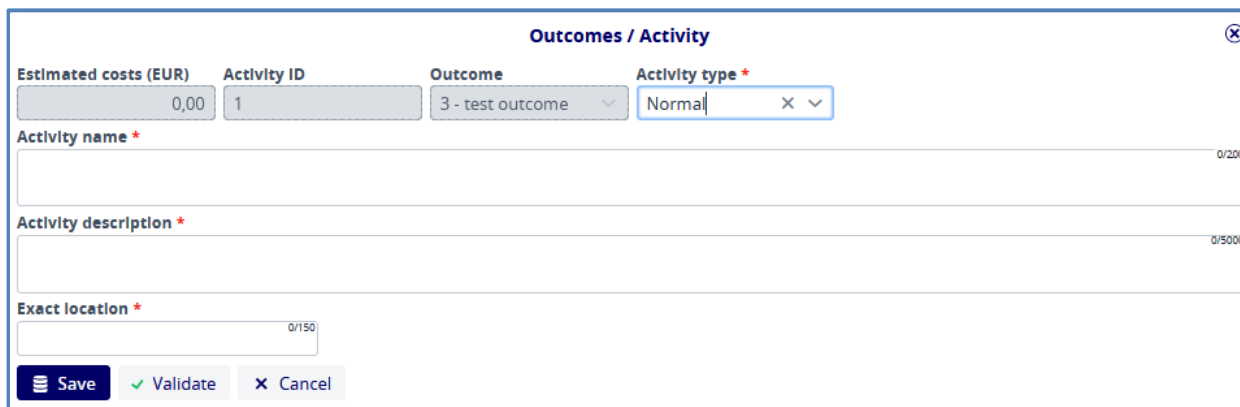 Outcomes / Activity
Estimated costs (EUR) Activity ID Outcome Activity type *
0,00 1 3 - test outcome Normal
Activity name *
0/200
Activity description *
0/5000
Exact location *
0/150
Save Validate Cancel